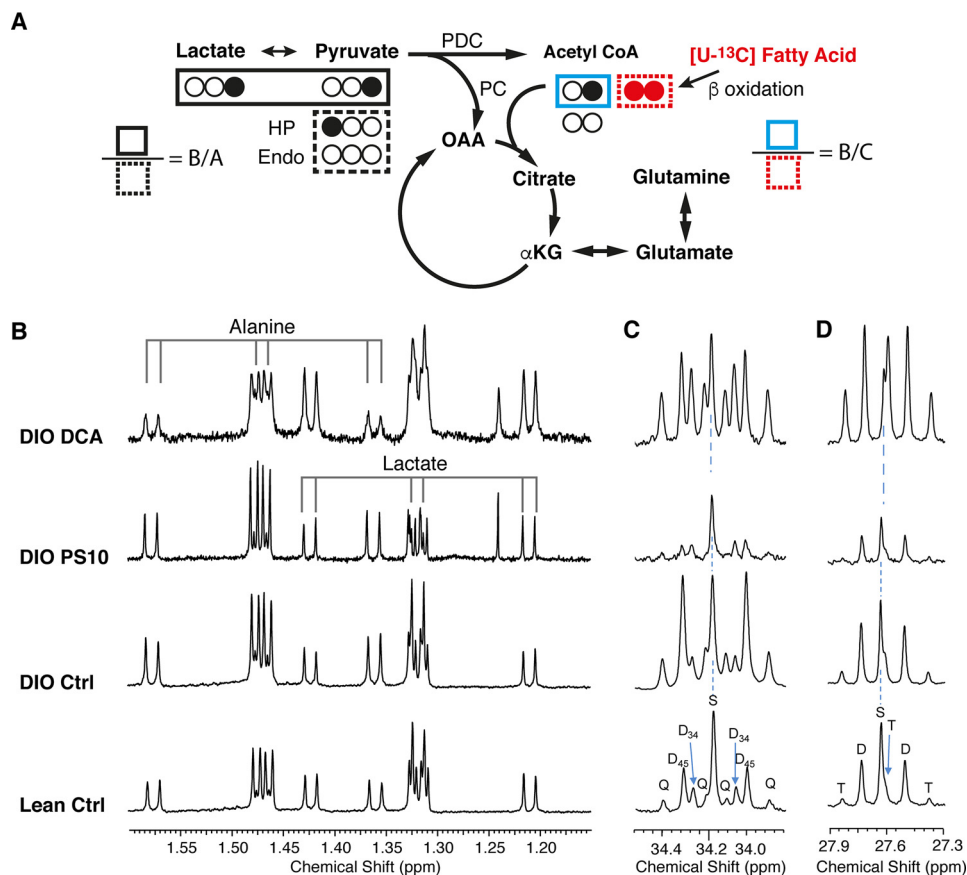 A
Lactate ↔ Pyruvate
PDC
Acetyl CoA
[U-¹³C] Fatty Acid
PC
β oxidation
HP
Endo
= B/A
OAA
= B/C
Citrate
Glutamine
αKG
Glutamate
B
C
D
Alanine
DIO DCA
Lactate
DIO PS10
DIO Ctrl
Lean Ctrl
S
D₃₄
D₃₄
D₄₅
D₄₅
Q
Q
Q
Q
S
T
D
D
T
T
1.55
1.50
1.45
1.40
1.35
1.30
1.25
1.20
Chemical Shift (ppm)
34.4
34.2
34.0
Chemical Shift (ppm)
27.9
27.6
27.3
Chemical Shift (ppm)